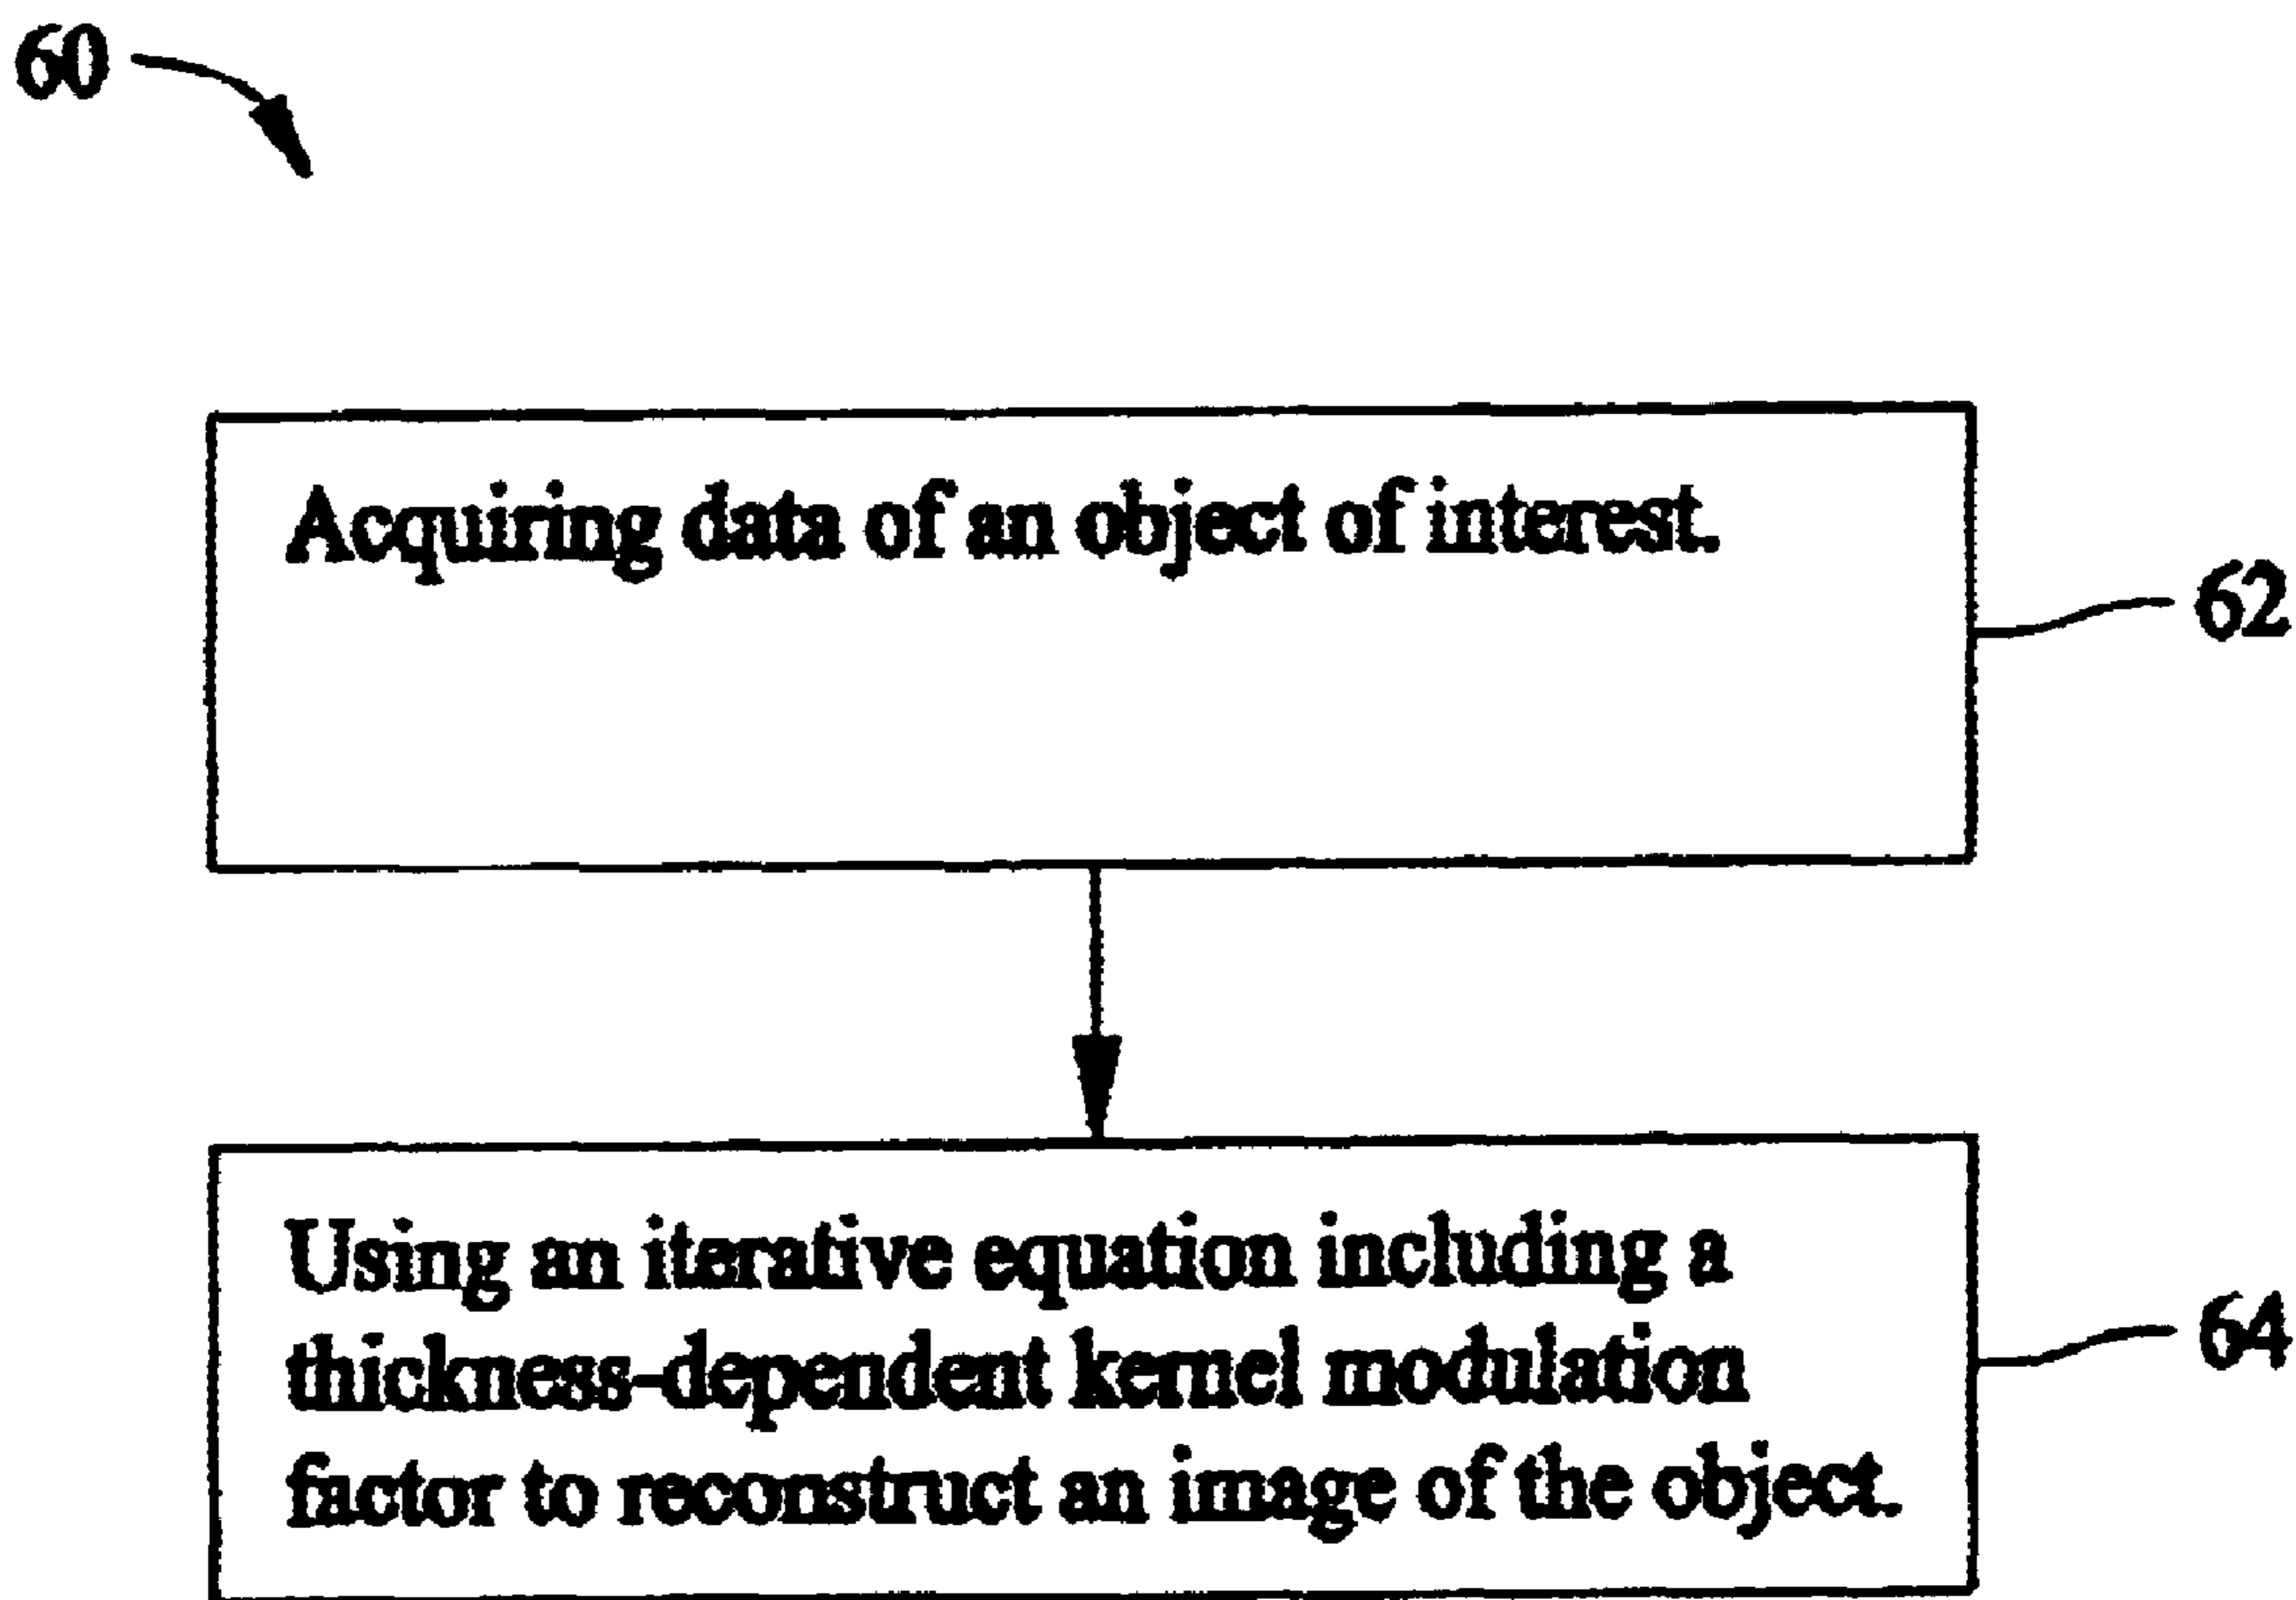 60
Acquiring data of an object of interest.
62
Using an iterative equation including a
thickness-dependent kernel modulation
factor to reconstruct an image of the object.
64